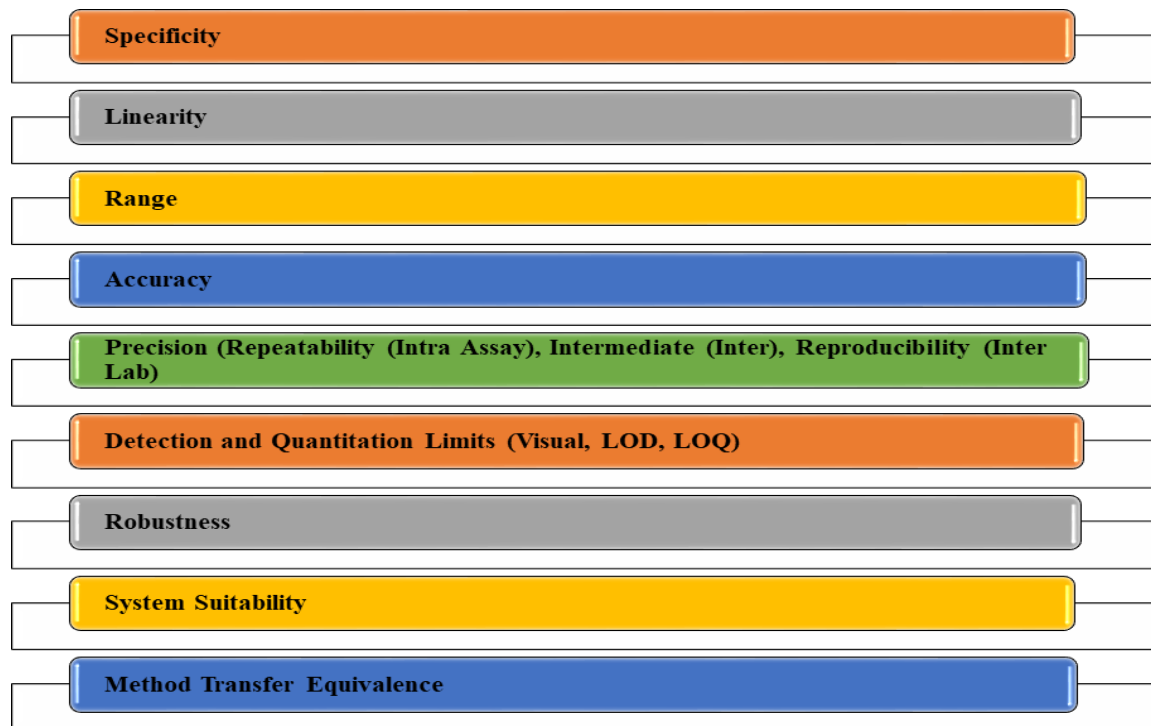 Specificity
Linearity
Range
Accuracy
Precision (Repeatability (Intra Assay), Intermediate (Inter), Reproducibility (Inter
Lab)
Detection and Quantitation Limits (Visual, LOD, LOQ)
Robustness
System Suitability
Method Transfer Equivalence